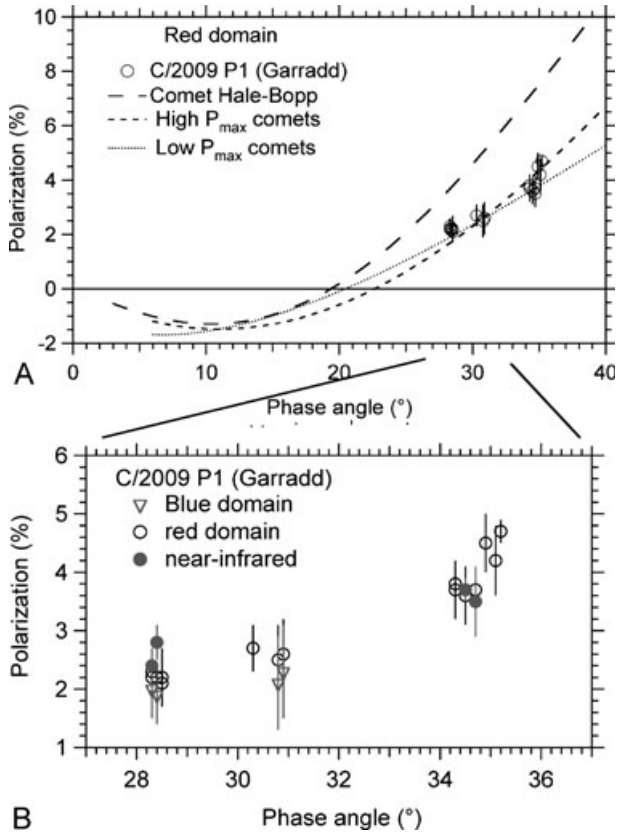 10
8
6
4
2
0
-2
Polarization (%)
Red domain
C/2009 P1 (Garradd)
Comet Hale-Bopp
High Pmax comets
Low Pmax comets
0 10 20 30 40
A
Phase angle (°)
6
5
4
3
2
1
Polarization (%)
C/2009 P1 (Garradd)
Blue domain
red domain
near-infrared
28 30 32 34 36
B
Phase angle (°)